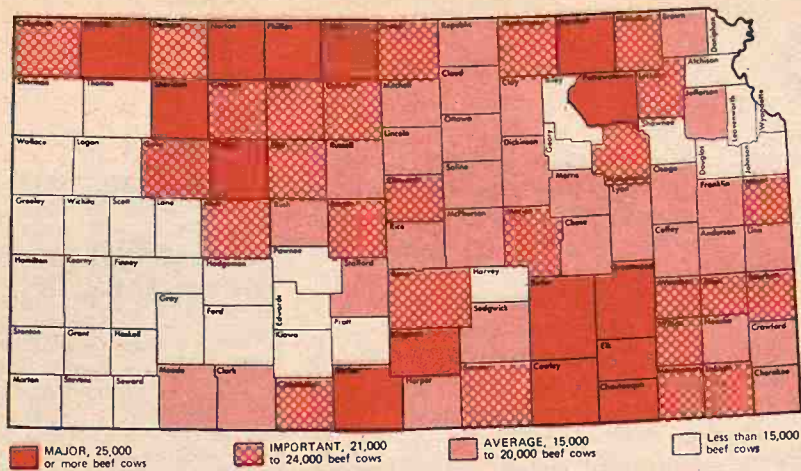 Norton
Phillips
Republic
Brown
Doniphan
Atchison
Sherman
Thomas
Sheridan
Mitchell
Cloud
Clay
Riley
Pottawatomie
Jefferson
Leavenworth
Wyandotte
Wallace
Logan
Gove
Russell
Lincoln
Ottawa
Saline
Dickinson
Geary
Shawnee
Douglas
Johnson
Greeley
Wichita
Scott
Lane
Rush
Ellsworth
Rice
McPherson
Marion
Morris
Chase
Lyon
Osage
Franklin
Miami
Coffey
Anderson
Linn
Hamilton
Kearny
Finney
Hodgeman
Pawnee
Stafford
Edwards
Reno
Harvey
Butler
Greenwood
Woodson
Allen
Bourbon
Stanton
Grant
Haskell
Gray
Ford
Kiowa
Pratt
Sedgwick
Elk
Wilson
Neosho
Crawford
Morton
Stevens
Seward
Meade
Clark
Barber
Harper
Sumner
Cowley
Chautauqua
Montgomery
Labette
Cherokee
MAJOR, 25,000
or more beef cows
IMPORTANT, 21,000
to 24,000 beef cows
AVERAGE, 15,000
to 20,000 beef cows
Less than 15,000
beef cows